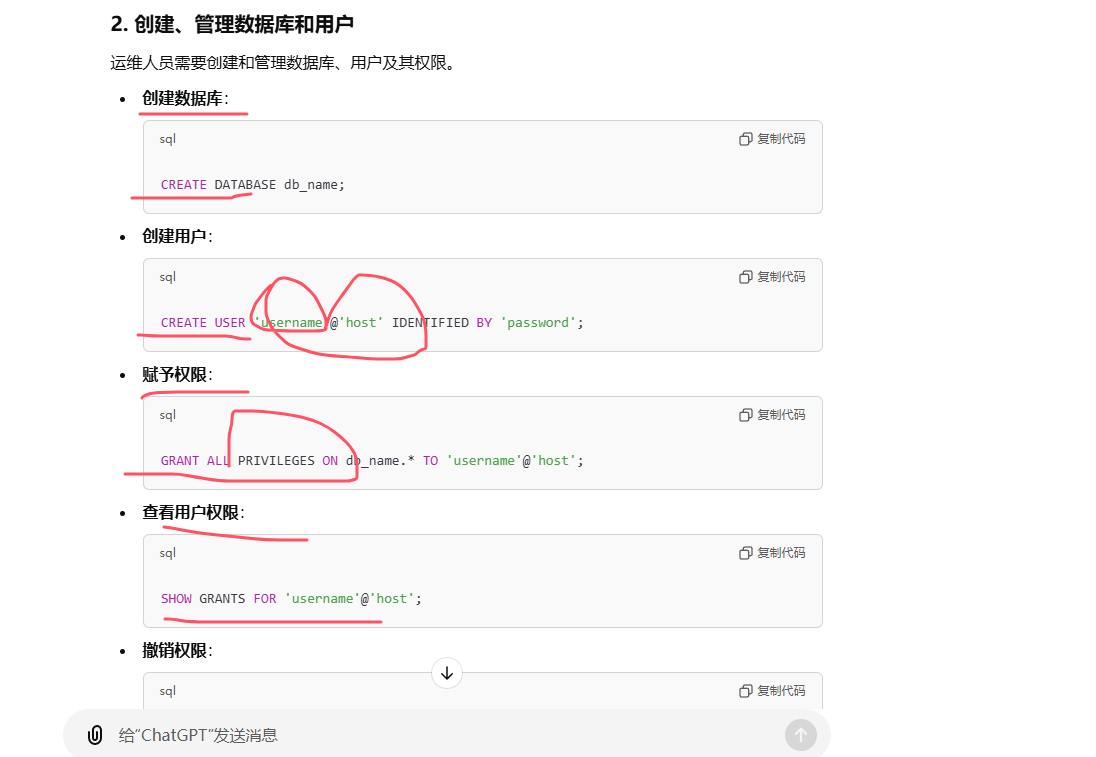 2. 创建、管理数据库和用户
运维人员需要创建和管理数据库、用户及其权限。
• 创建数据库：
sql
复制代码
CREATE DATABASE db_name;
• 创建用户：
sql
复制代码
CREATE USER 'username'@'host' IDENTIFIED BY 'password';
• 赋予权限：
sql
复制代码
GRANT ALL PRIVILEGES ON db_name.* TO 'username'@'host';
• 查看用户权限：
sql
复制代码
SHOW GRANTS FOR 'username'@'host';
• 撤销权限：
sql
复制代码
给“ChatGPT”发送消息